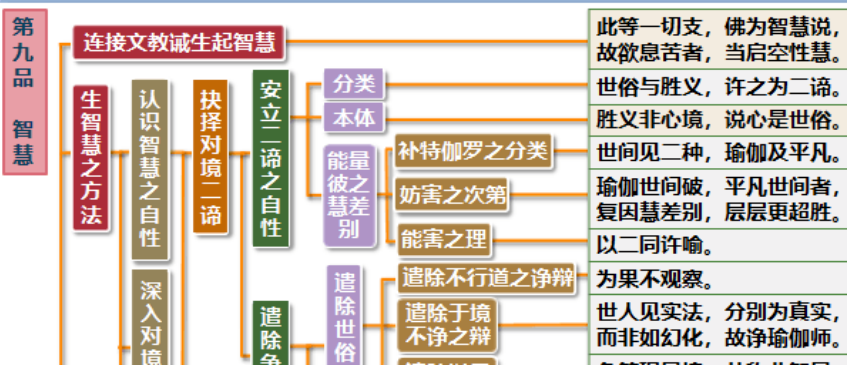 第九品 智慧
连接文教诫生起智慧
此等一切支，佛为智慧说，
故欲息苦者，当启空性慧。
生智慧之方法
认识智慧之自性
抉择对境二谛
安立二谛之自性
分类
世俗与胜义，许之为二谛。
本体
胜义非心境，说心是世俗。
能量彼之慧差别
补特伽罗之分类
世间见二种，瑜伽及平凡。
妨害之次第
瑜伽世间破，平凡世间者，
复因慧差别，层层更超胜。
能害之理
以二同许喻。
深入对境
遣除
遣除世俗
遣除不行道之诤辩
为果不观察。
遣除于境
不诤之辩
世人见实法，分别为真实，
而非如幻化，故诤瑜伽师。